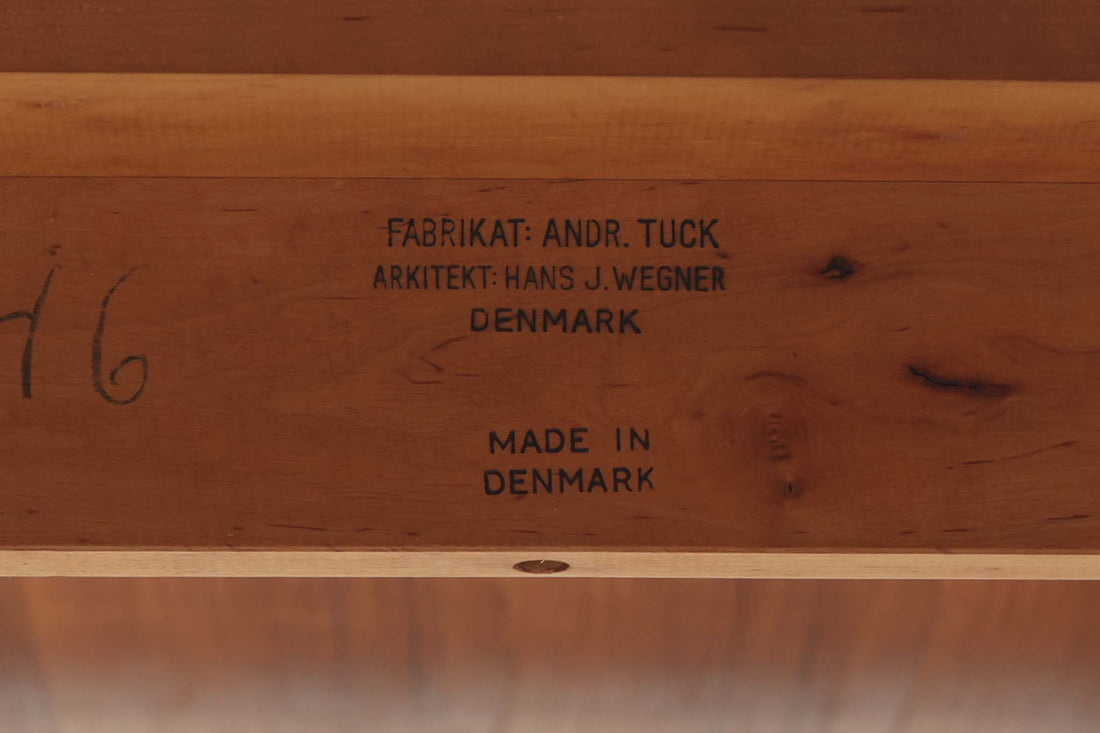 FABRIKAT: ANDR. TUCK
ARKITEKT: HANS J. WEGNER
DENMARK
46
MADE IN
DENMARK